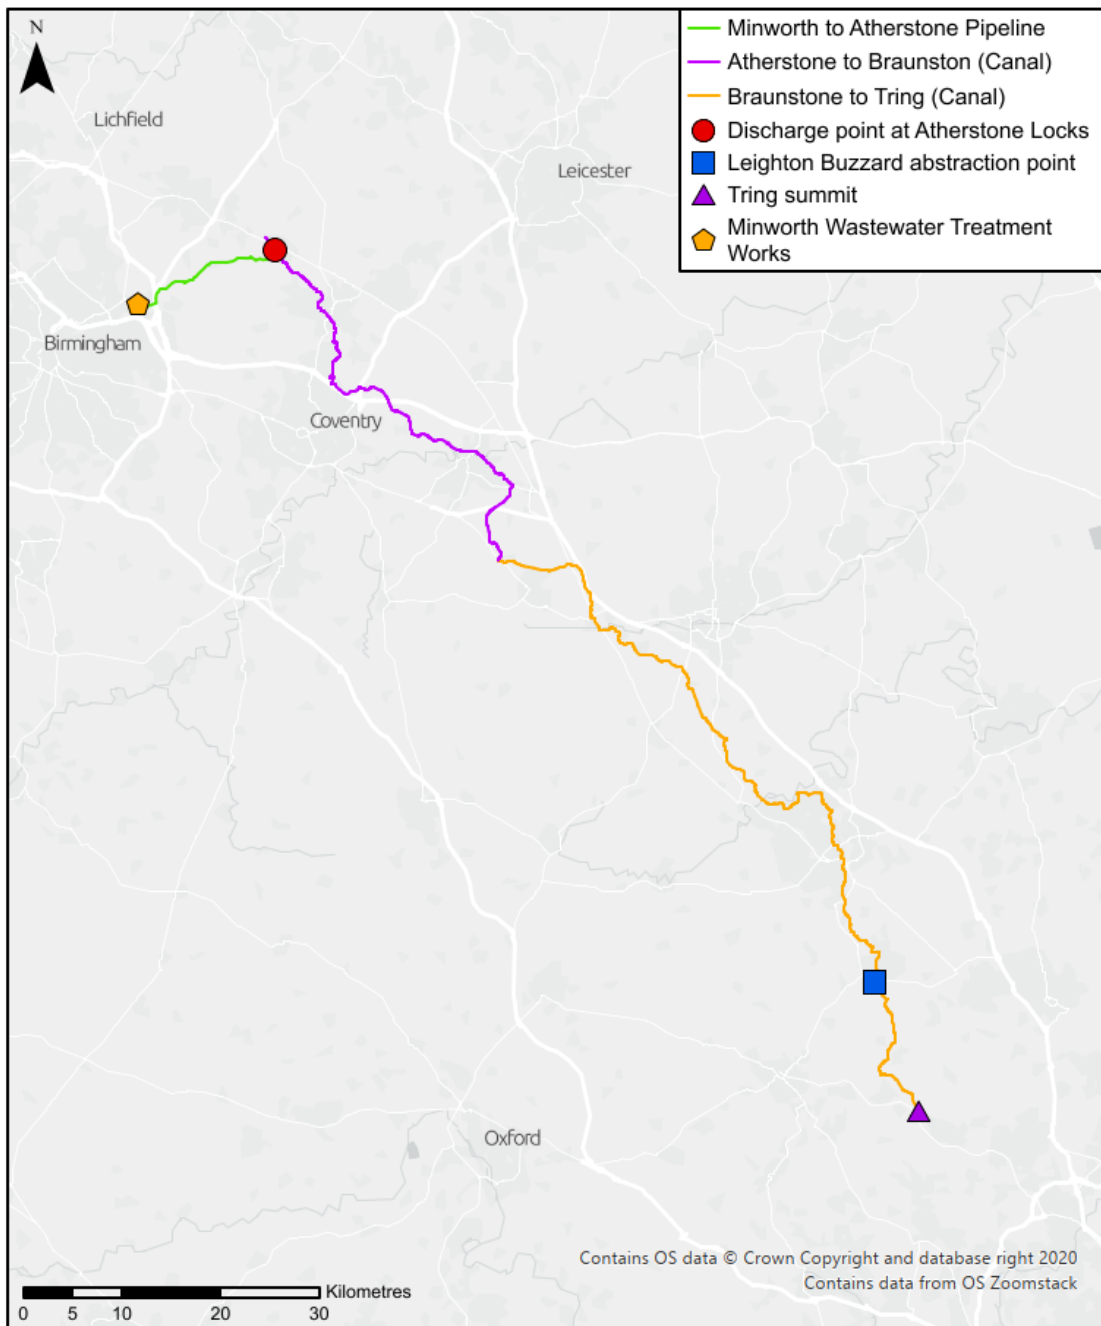 N
Minworth to Atherstone Pipeline
Atherstone to Braunston (Canal)
Braunstone to Tring (Canal)
Discharge point at Atherstone Locks
Leighton Buzzard abstraction point
Tring summit
Minworth Wastewater Treatment
Works
Lichfield
Leicester
Birmingham
Coventry
Oxford
Contains OS data © Crown Copyright and database right 2020
Contains data from OS Zoomstack
Kilometres
0 5 10 20 30